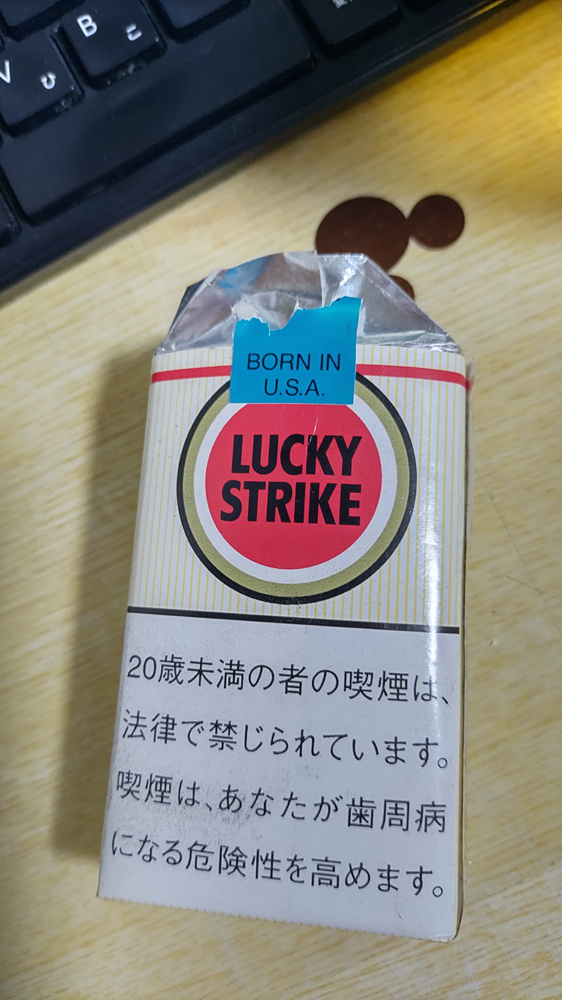 B こ
V ひ
BORN IN
U.S.A.
LUCKY
STRIKE
20歳未満の者の喫煙は、
法律で禁じられています。
喫煙は、あなたが歯周病
になる危険性を高めます。